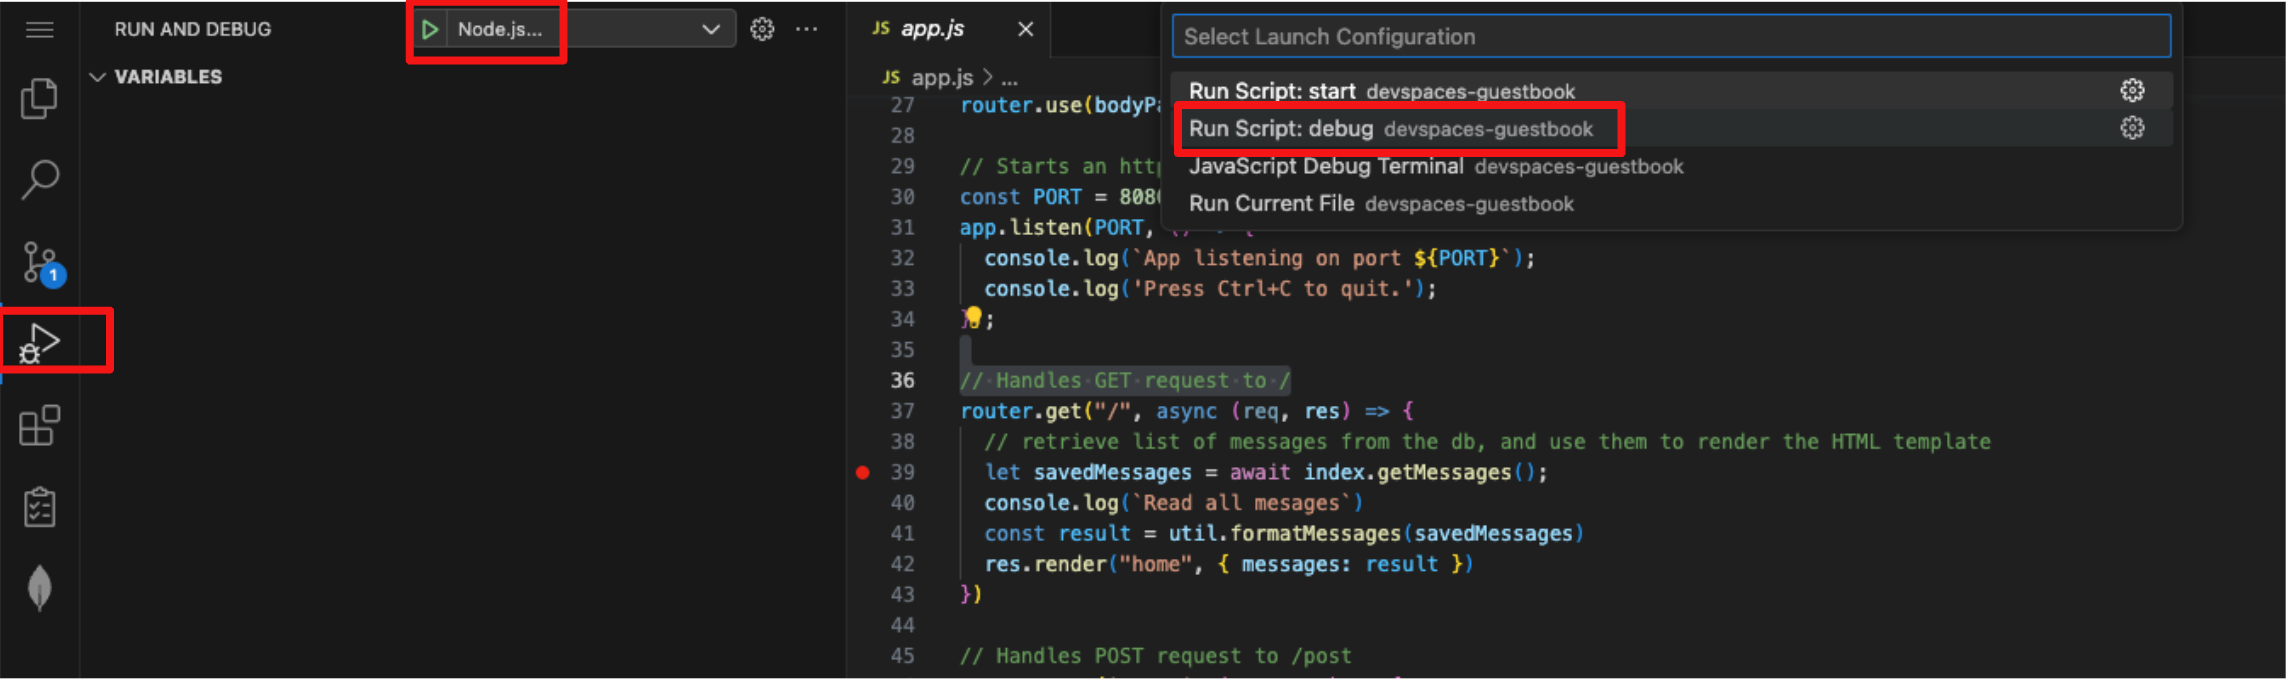 RUN AND DEBUG
Node.js...
VARIABLES
1
JS app.js
JS app.js > ...
Select Launch Configuration
Run Script: start devspaces-guestbook
Run Script: debug devspaces-guestbook
JavaScript Debug Terminal devspaces-guestbook
Run Current File devspaces-guestbook
27 router.use(bodyPa
28
29 // Starts an http
30 const PORT = 808
31 app.listen(PORT, () => {
32 console.log(`App listening on port ${PORT}`);
33 console.log('Press Ctrl+C to quit.');
34 };
35
36 // Handles GET request to /
37 router.get("/", async (req, res) => {
38 // retrieve list of messages from the db, and use them to render the HTML template
39 let savedMessages = await index.getMessages();
40 console.log(`Read all mesages`)
41 const result = util.formatMessages(savedMessages)
42 res.render("home", { messages: result })
43 })
44
45 // Handles POST request to /post